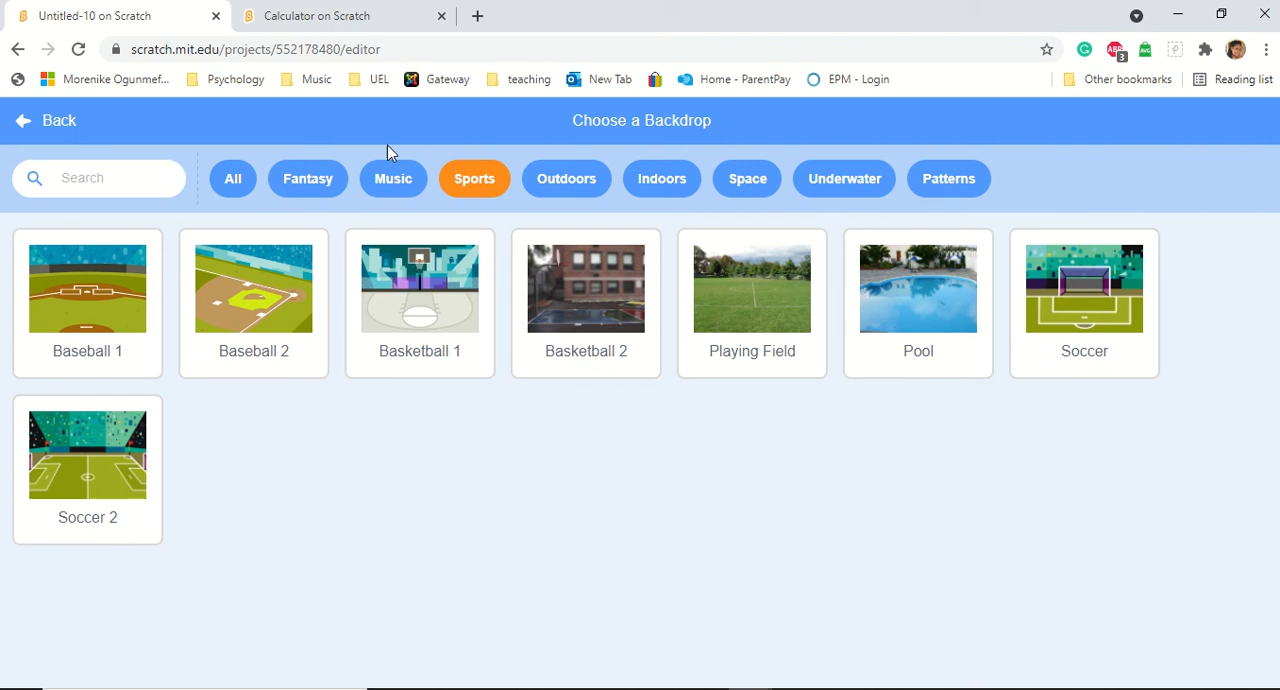 Untitled-10 on Scratch
Calculator on Scratch
scratch.mit.edu/projects/552178480/editor
3
Morenike Ogunmef...
Psychology
Music
UEL
Gateway
teaching
New Tab
Home - ParentPay
EPM - Login
Other bookmarks
Reading list
Back
Choose a Backdrop
Search
All
Fantasy
Music
Sports
Outdoors
Indoors
Space
Underwater
Patterns
Baseball 1
Baseball 2
Basketball 1
Basketball 2
Playing Field
Pool
Soccer
Soccer 2